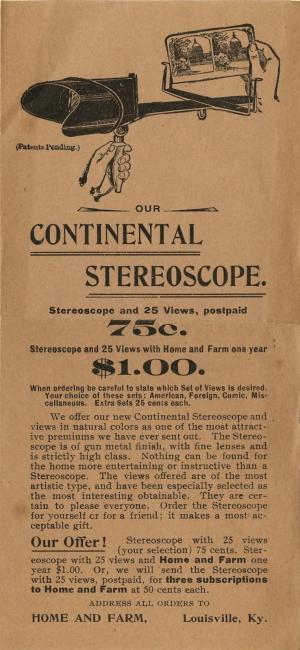 (Patents Pending.)
OUR
CONTINENTAL
STEREOSCOPE.
Stereoscope and 25 Views, postpaid
75c.
Stereoscope and 25 Views with Home and Farm one year
$1.00.
When ordering be careful to state which Set of Views is desired.
Your choice of these sets: American, Foreign, Comic, Mis-
cellaneous. Extra Sets 25 cents each.
We offer our new Continental Stereoscope and
views in natural colors as one of the most attract-
ive premiums we have ever sent out. The Stereo-
scope is of gun metal finish, with fine lenses and
is strictly high class. Nothing can be found for
the home more entertaining or instructive than a
Stereoscope. The views offered are of the most
artistic type, and have been especially selected as
the most interesting obtainable. They are cer-
tain to please everyone. Order the Stereoscope
for yourself or for a friend; it makes a most ac-
ceptable gift.
Our Offer! Stereoscope with 25 views
(your selection) 75 cents. Ster-
eoscope with 25 views and Home and Farm one
year $1.00. Or, we will send the Stereoscope
with 25 views, postpaid, for three subscriptions
to Home and Farm at 50 cents each.
ADDRESS ALL ORDERS TO
HOME AND FARM, Louisville, Ky.